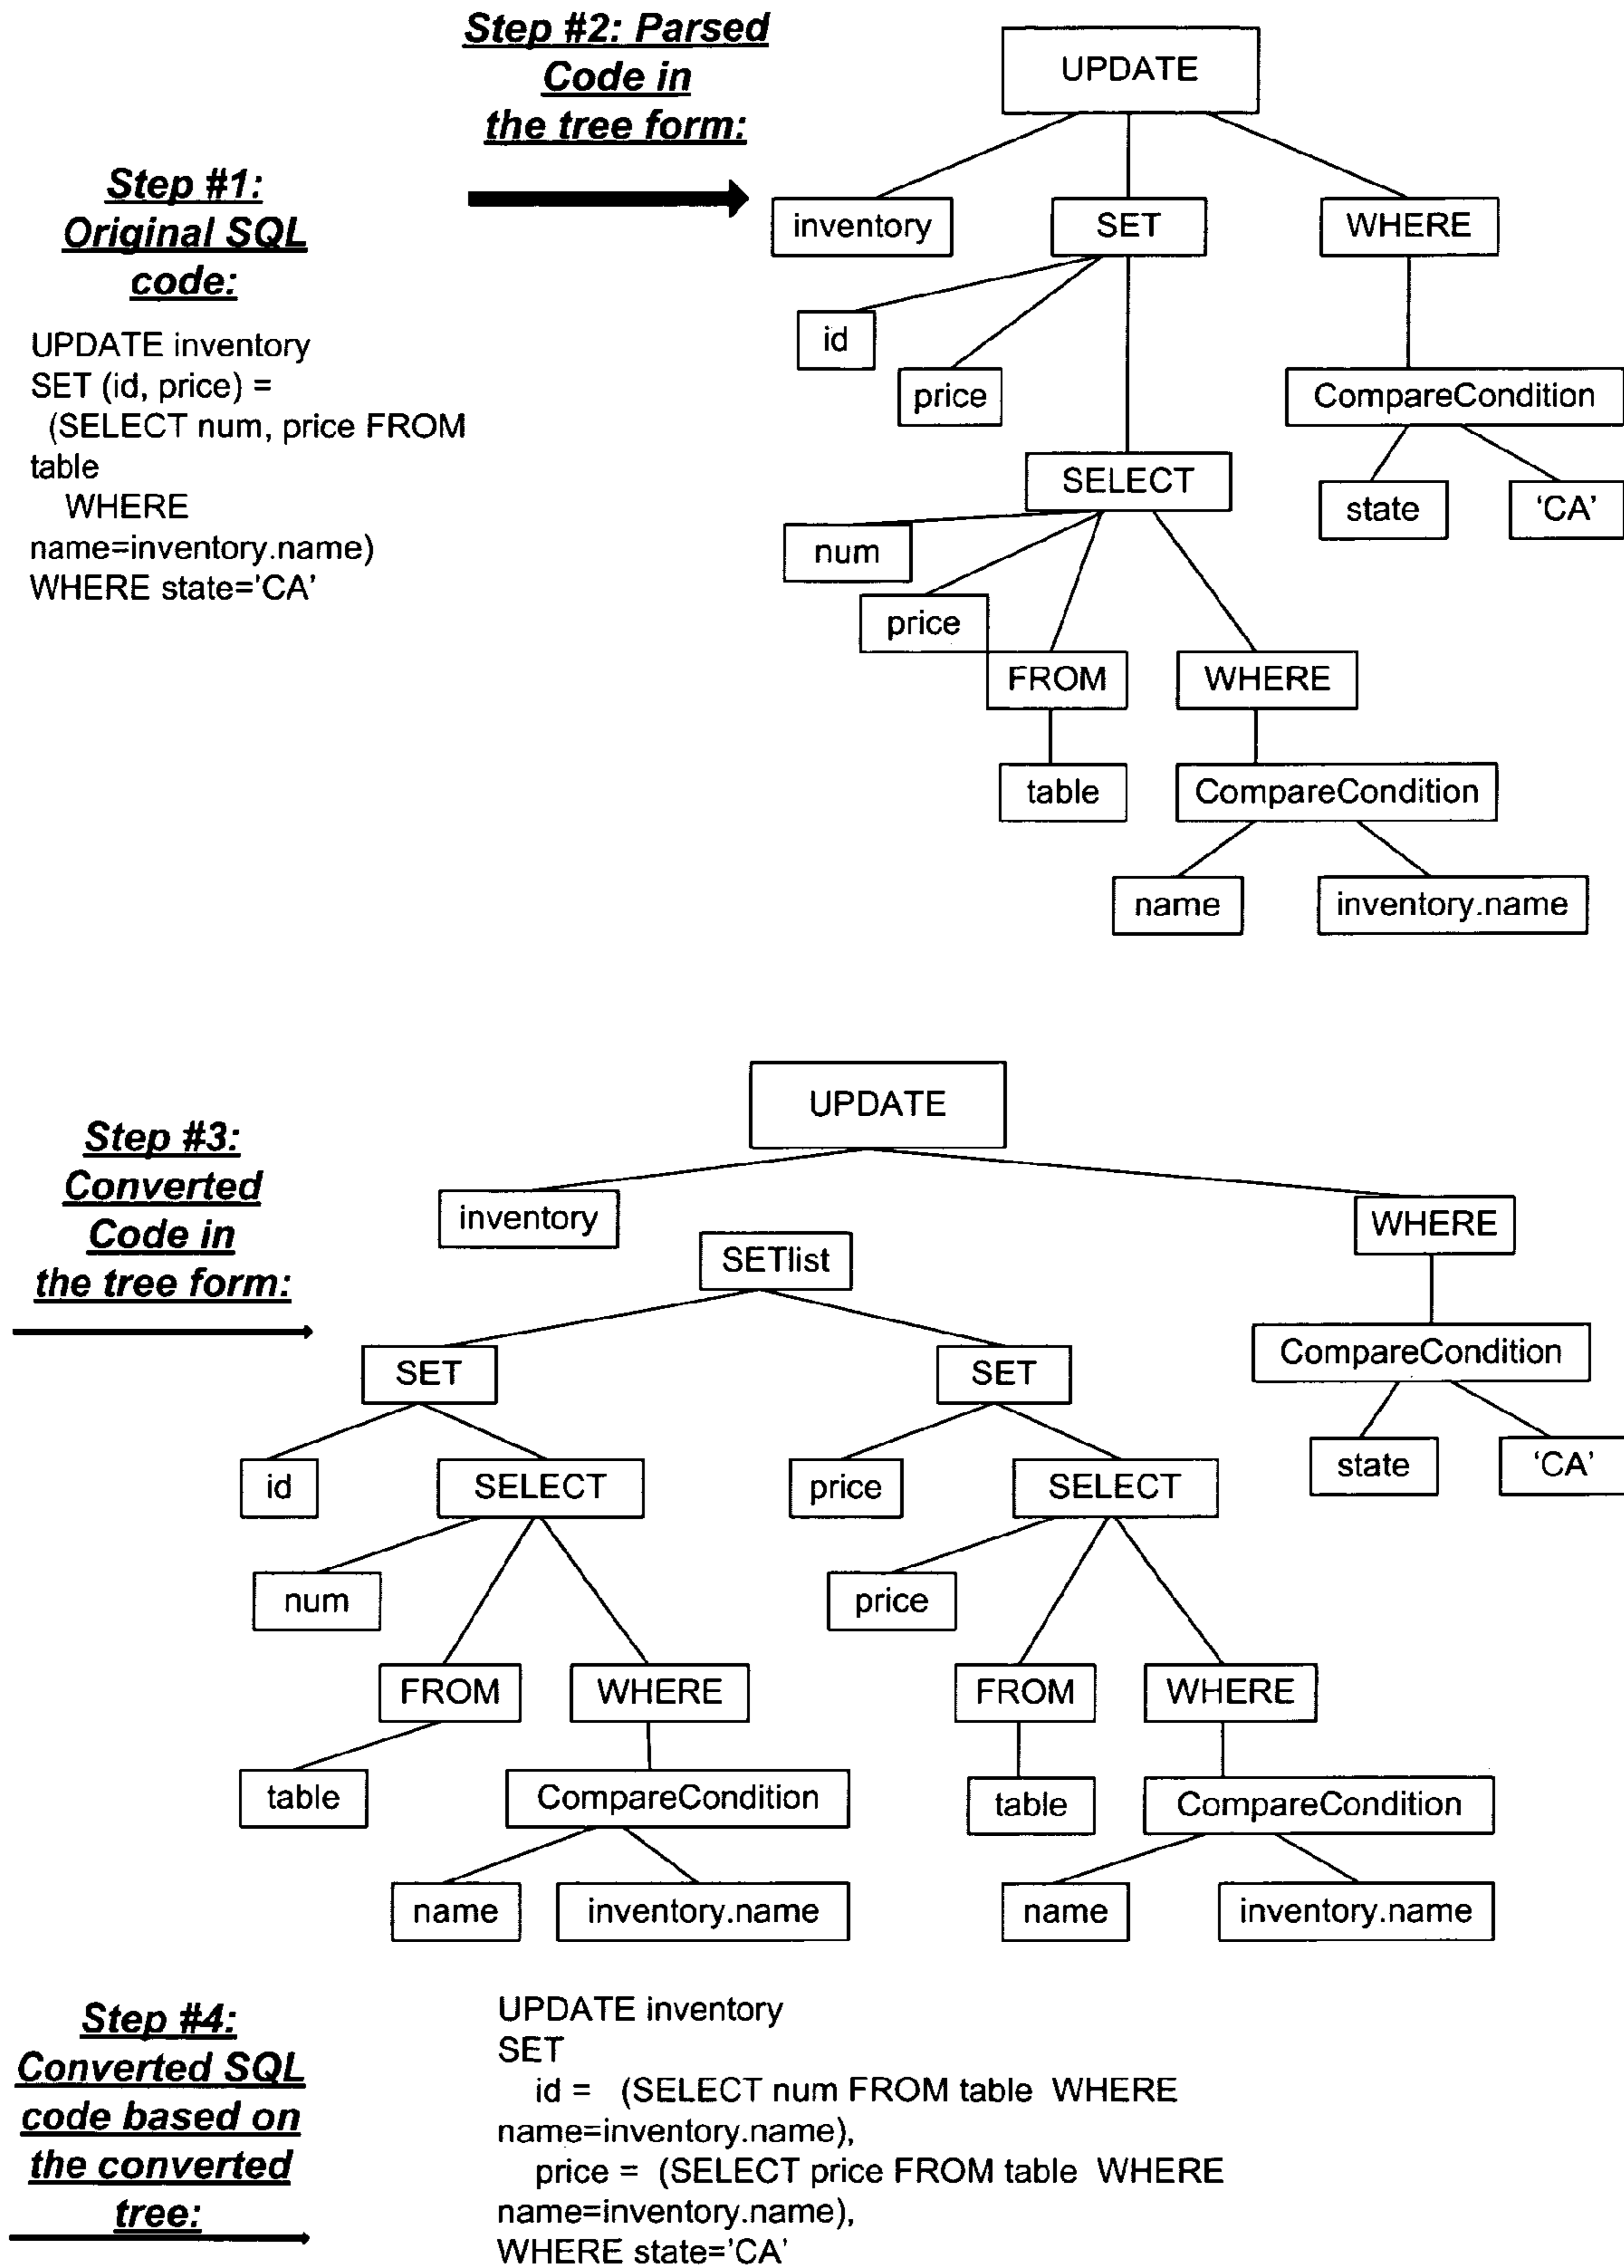 Step #2: Parsed
Code in
the tree form:
Step #1:
Original SQL
code:
UPDATE inventory
SET (id, price) =
(SELECT num, price FROM
table
WHERE
name=inventory.name)
WHERE state='CA'
UPDATE
inventory
SET
WHERE
id
price
CompareCondition
SELECT
state
‘CA’
num
price
FROM
WHERE
table
CompareCondition
name
inventory.name
Step #3:
Converted
Code in
the tree form:
UPDATE
inventory
WHERE
SETlist
CompareCondition
SET
SET
state
‘CA’
id
SELECT
price
SELECT
num
price
FROM
WHERE
FROM
WHERE
table
CompareCondition
table
CompareCondition
name
inventory.name
name
inventory.name
Step #4:
Converted SQL
code based on
the converted
tree:
UPDATE inventory
SET
id = (SELECT num FROM table WHERE
name=inventory.name),
price = (SELECT price FROM table WHERE
name=inventory.name),
WHERE state=‘CA’